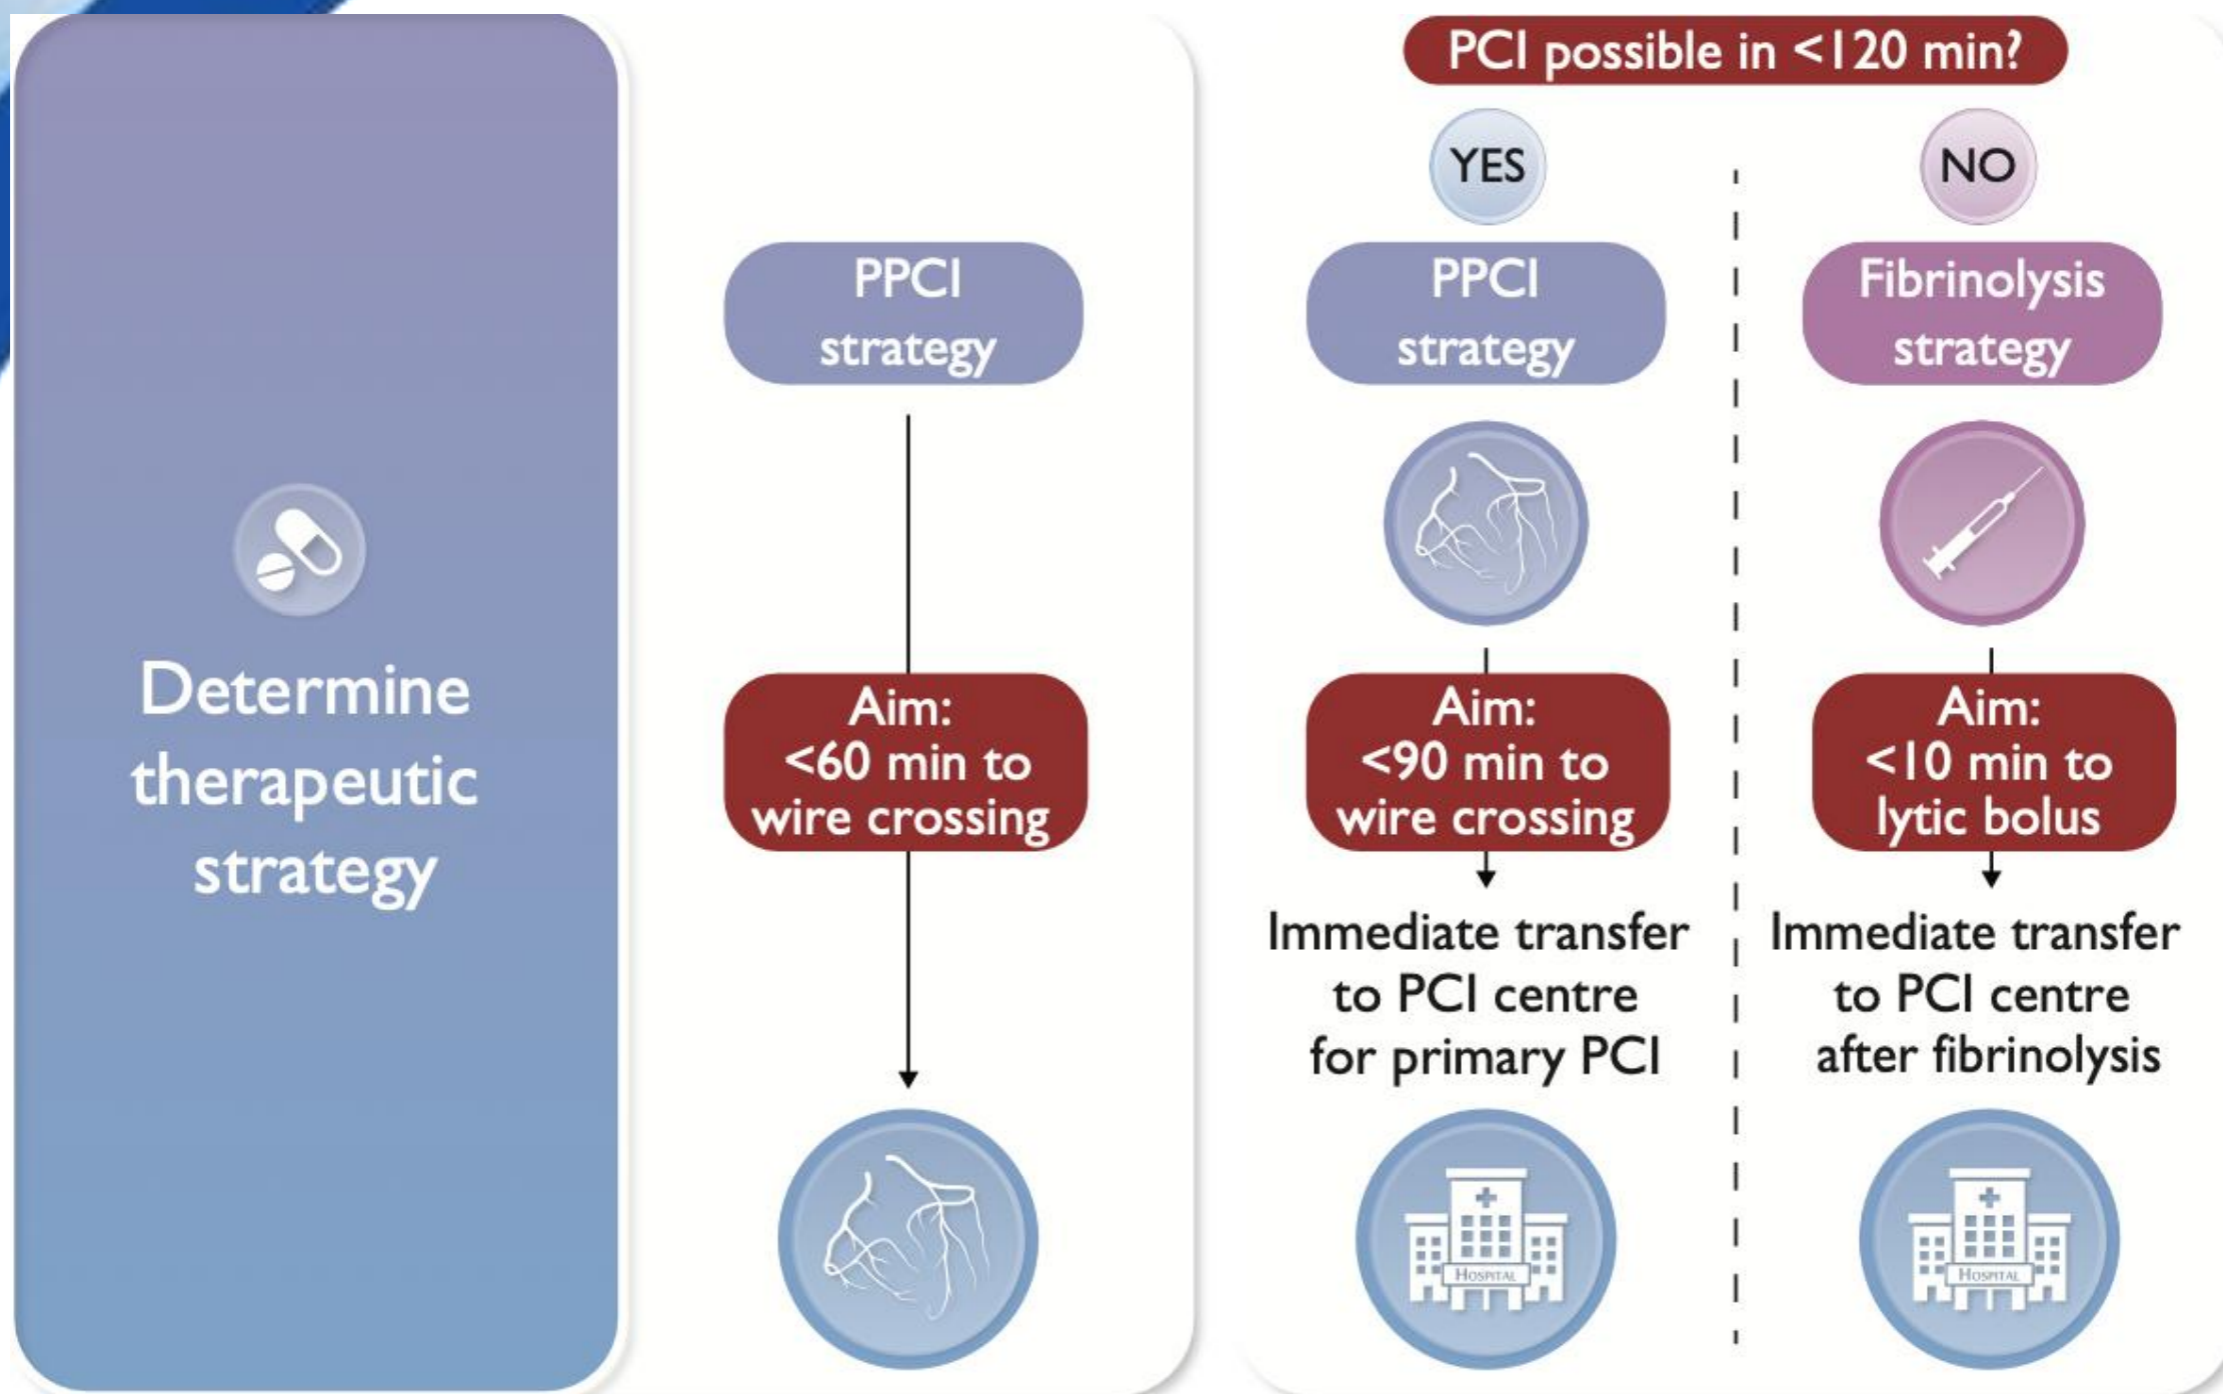 Determine
therapeutic
strategy
PPCI
strategy
Aim:
<60 min to
wire crossing
PCI possible in <120 min?
YES
PPCI
strategy
Aim:
<90 min to
wire crossing
Immediate transfer
to PCI centre
for primary PCI
HOSPITAL
NO
Fibrinolysis
strategy
Aim:
<10 min to
lytic bolus
Immediate transfer
to PCI centre
after fibrinolysis
HOSPITAL